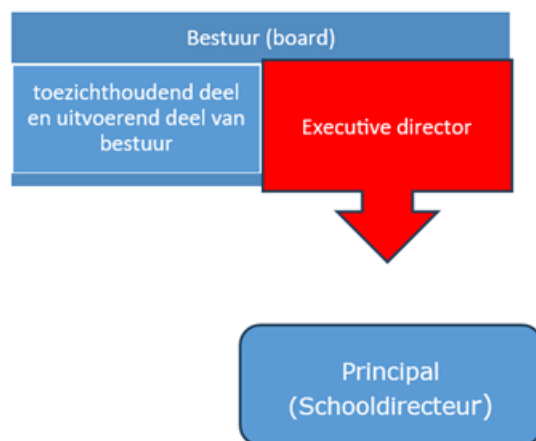 Bestuur (board)
toezichthoudend deel
en uitvoerend deel van
bestuur
Executive director
Principal
(Schooldirecteur)